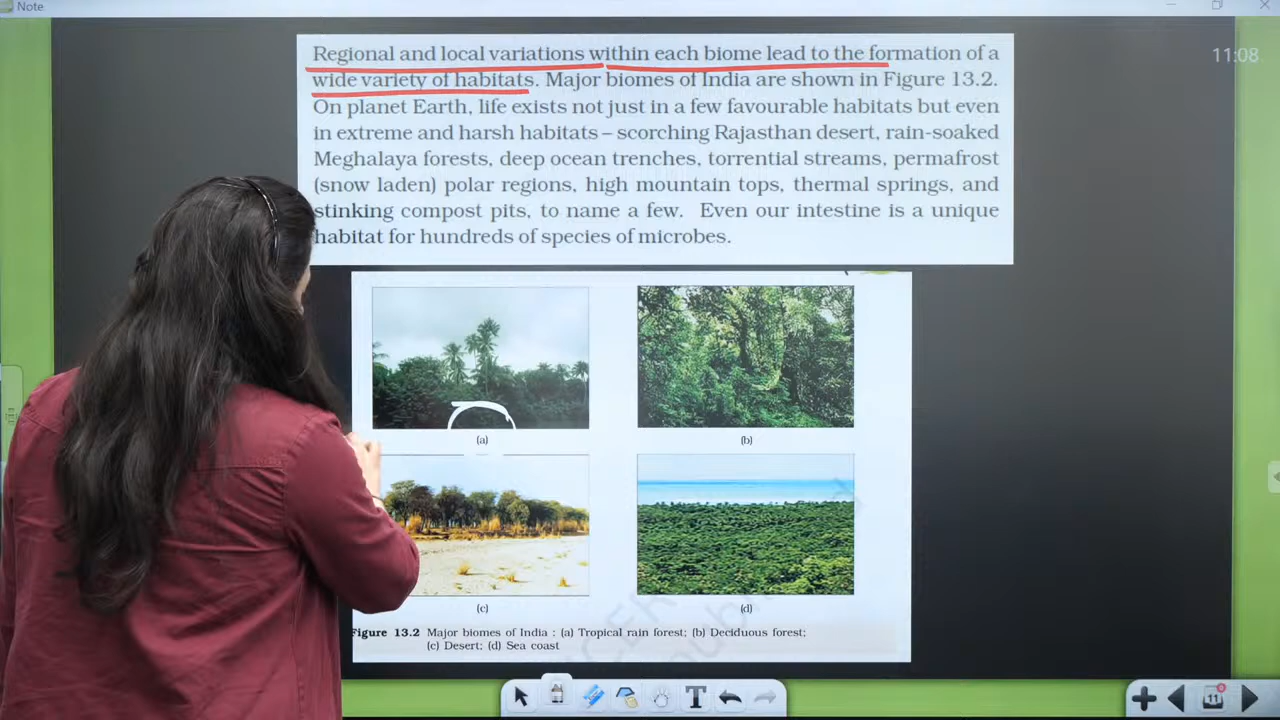 Note
11:08
Regional and local variations within each biome lead to the formation of a
wide variety of habitats. Major biomes of India are shown in Figure 13.2.
On planet Earth, life exists not just in a few favourable habitats but even
in extreme and harsh habitats – scorching Rajasthan desert, rain-soaked
Meghalaya forests, deep ocean trenches, torrential streams, permafrost
(snow laden) polar regions, high mountain tops, thermal springs, and
stinking compost pits, to name a few. Even our intestine is a unique
habitat for hundreds of species of microbes.
(a)
(b)
(c)
(d)
Figure 13.2 Major biomes of India : (a) Tropical rain forest; (b) Deciduous forest;
(c) Desert; (d) Sea coast
T
11